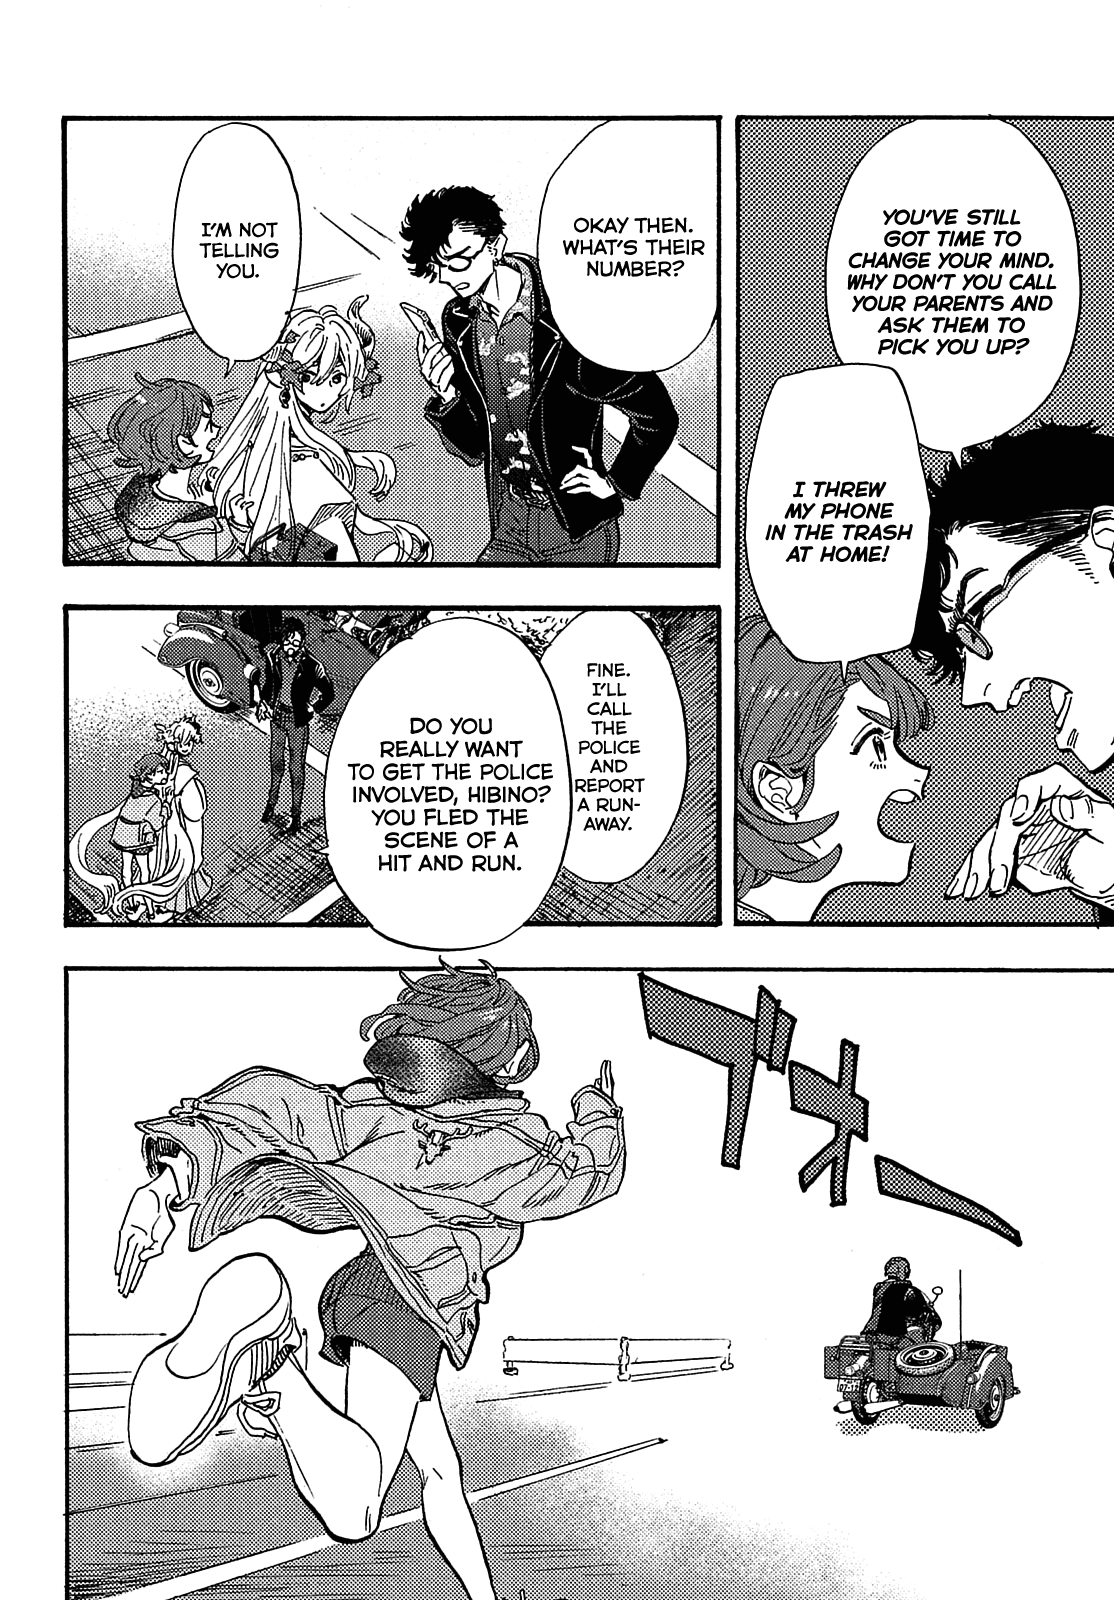 YOU'VE STILL
GOT TIME TO
CHANGE YOUR MIND.
WHY DON'T YOU CALL
YOUR PARENTS AND
ASK THEM TO
PICK YOU UP?
I THREW
MY PHONE
IN THE TRASH
AT HOME!
OKAY THEN.
WHAT'S THEIR
NUMBER?
I'M NOT
TELLING
YOU.
FINE.
I'LL
CALL
THE
POLICE
AND
REPORT
A RUN-
AWAY.
DO YOU
REALLY WANT
TO GET THE POLICE
INVOLVED, HIBINO?
YOU FLED THE
SCENE OF A
HIT AND RUN.
ブオー